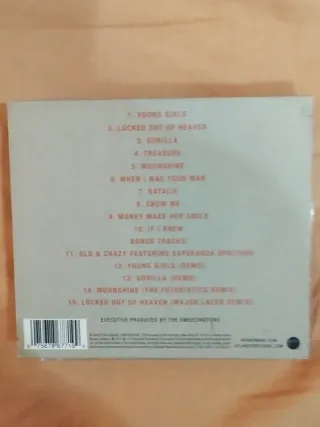 1. YOUNG GIRLS
2. LOCKED OUT OF HEAVEN
3. GORILLA
4. TREASURE
5. MOONSHINE
6. WHEN I WAS YOUR MAN
7. NATALIE
8. SHOW ME
9. MONEY MAKE HER SMILE
10. IF I KNEW
BONUS TRACKS
11. OLD & CRAZY FEATURING ESPERANZA SPALDING
12. YOUNG GIRLS (DEMO)
13. GORILLA (DEMO)
14. MOONSHINE (THE FUTURISTICS REMIX)
15. LOCKED OUT OF HEAVEN (MAJOR LAZER REMIX)
EXECUTIVE PRODUCED BY THE SMEEZINGTONS